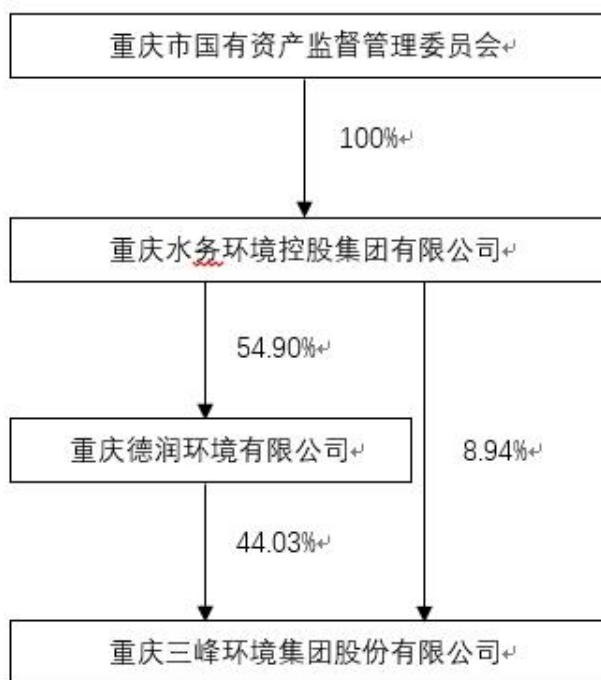 重庆市国有资产监督管理委员会↵
100%↵
重庆水务环境控股集团有限公司↵
54.90%↵
重庆德润环境有限公司↵
8.94%↵
44.03%↵
重庆三峰环境集团股份有限公司↵